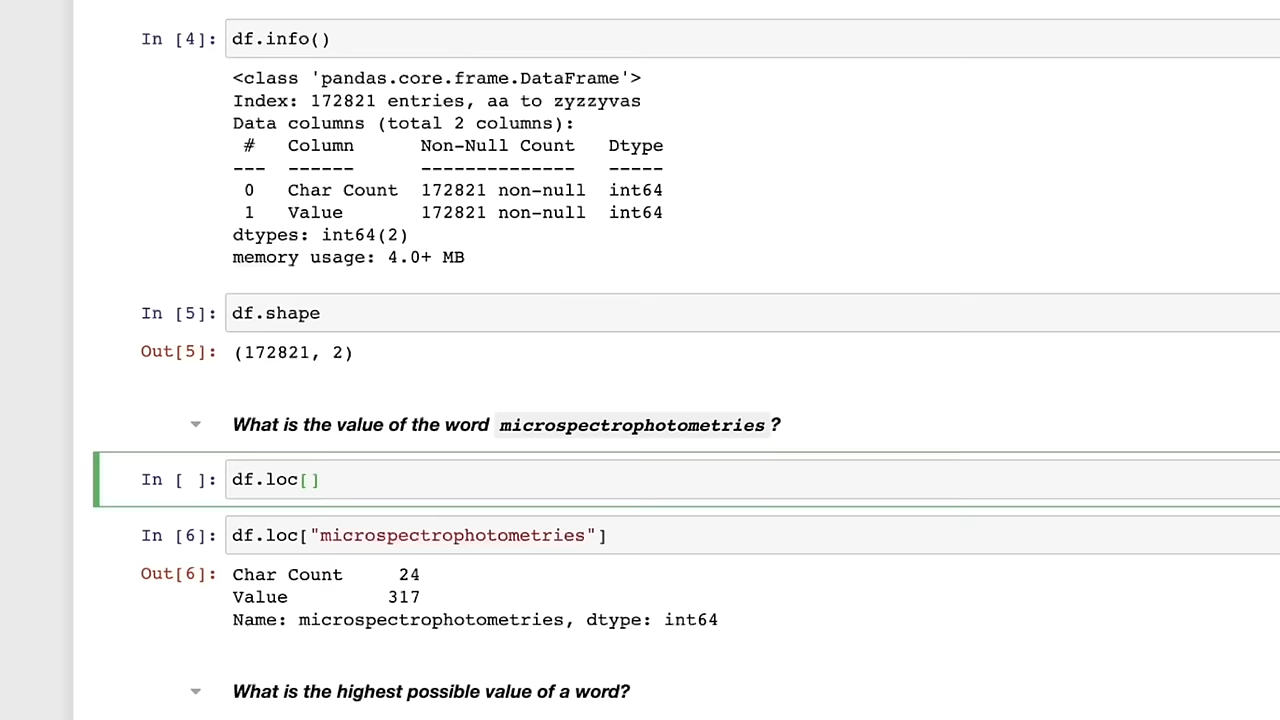 In [4]: df.info()
<class 'pandas.core.frame.DataFrame'>
Index: 172821 entries, aa to zyzzyvas
Data columns (total 2 columns):
 #   Column      Non-Null Count   Dtype
---  ------      --------------   -----
 0   Char Count  172821 non-null  int64
 1   Value       172821 non-null  int64
dtypes: int64(2)
memory usage: 4.0+ MB
In [5]: df.shape
Out[5]: (172821, 2)
What is the value of the word microspectrophotometries?
In [ ]: df.loc[]
In [6]: df.loc["microspectrophotometries"]
Out[6]: Char Count     24
Value         317
Name: microspectrophotometries, dtype: int64
What is the highest possible value of a word?